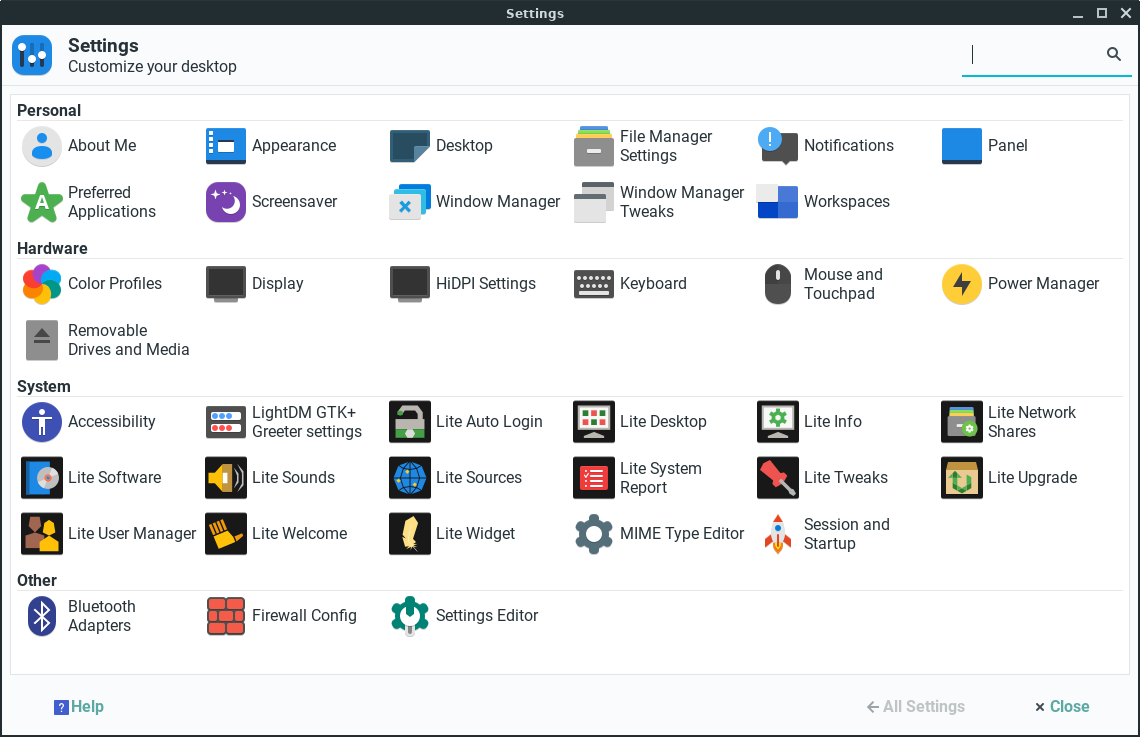 Settings
Settings
Customize your desktop
Personal
About Me
Appearance
Desktop
File Manager
Settings
!
Notifications
Panel
A
Preferred
Applications
Screensaver
Window Manager
Window Manager
Tweaks
Workspaces
Hardware
Color Profiles
Display
HiDPI Settings
Keyboard
Mouse and
Touchpad
Power Manager
Removable
Drives and Media
System
Accessibility
LightDM GTK+
Greeter settings
Lite Auto Login
Lite Desktop
Lite Info
Lite Network
Shares
Lite Software
Lite Sounds
Lite Sources
Lite System
Report
Lite Tweaks
Lite Upgrade
Lite User Manager
Lite Welcome
Lite Widget
MIME Type Editor
Session and
Startup
Other
Bluetooth
Adapters
Firewall Config
Settings Editor
? Help
All Settings
Close